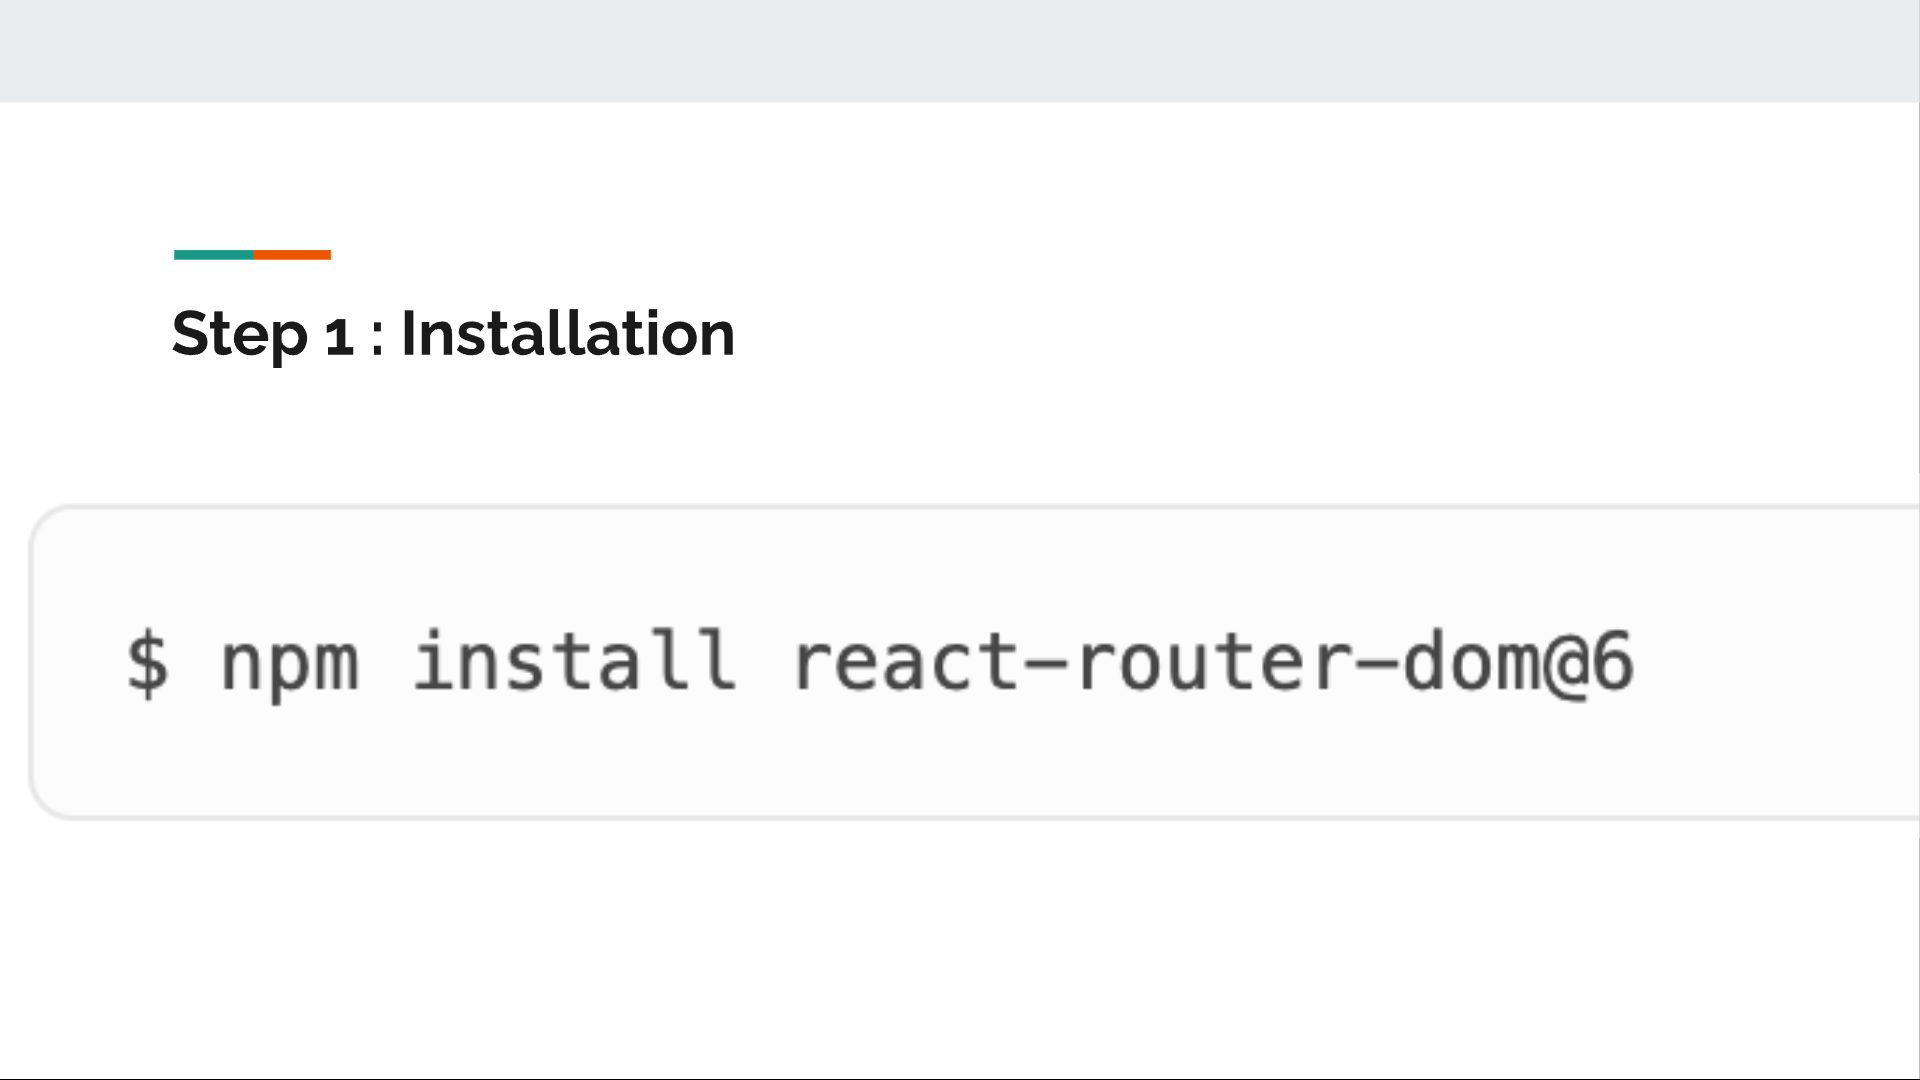 Step 1 : Installation
$ npm install react-router-dom@6